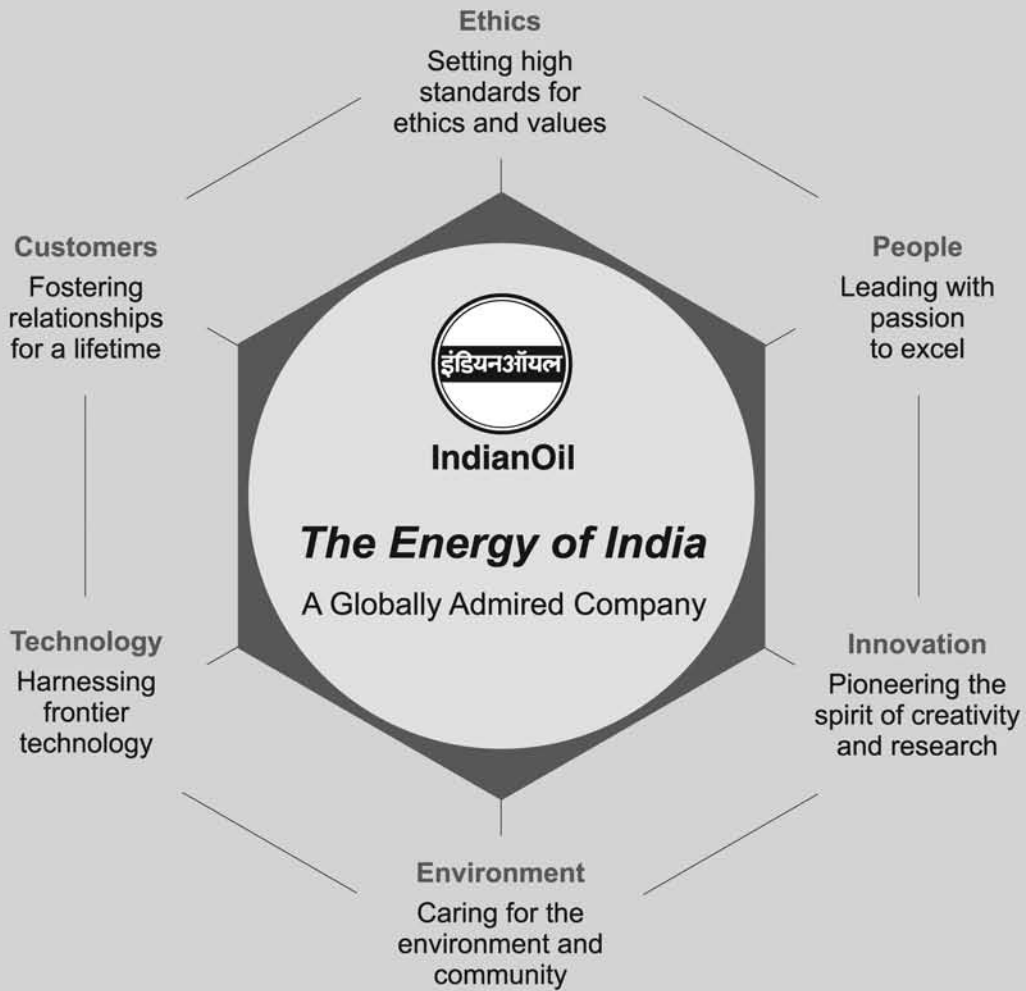 Ethics
Setting high
standards for
ethics and values
Customers
Fostering
relationships
for a lifetime
People
Leading with
passion
to excel
इंडियनऑयल
IndianOil
The Energy of India
A Globally Admired Company
Technology
Harnessing
frontier
technology
Innovation
Pioneering the
spirit of creativity
and research
Environment
Caring for the
environment and
community